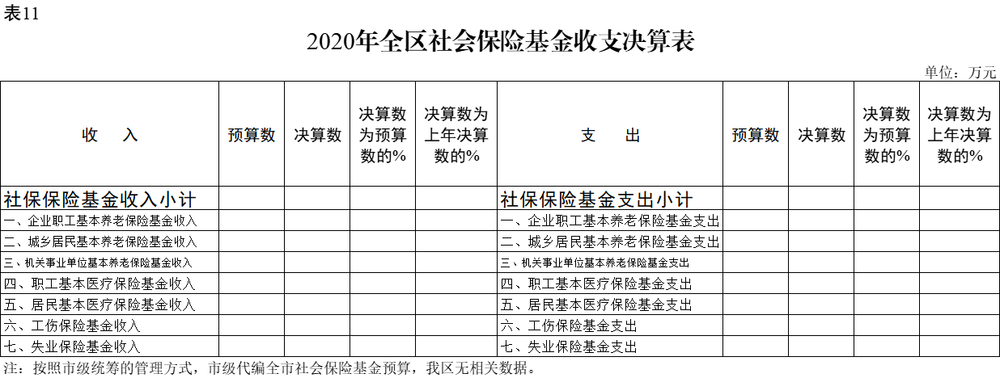 表11
2020年全区社会保险基金收支决算表
单位：万元
收 入 预算数 决算数 决算数为预算数的% 决算数为上年决算数的% 支 出 预算数 决算数 决算数为预算数的% 决算数为上年决算数的%
社保保险基金收入小计 社保保险基金支出小计
一、企业职工基本养老保险基金收入 一、企业职工基本养老保险基金支出
二、城乡居民基本养老保险基金收入 二、城乡居民基本养老保险基金支出
三、机关事业单位基本养老保险基金收入 三、机关事业单位基本养老保险基金支出
四、职工基本医疗保险基金收入 四、职工基本医疗保险基金支出
五、居民基本医疗保险基金收入 五、居民基本医疗保险基金支出
六、工伤保险基金收入 六、工伤保险基金支出
七、失业保险基金收入 七、失业保险基金支出
注：按照市级统筹的管理方式，市级代编全市社会保险基金预算，我区无相关数据。